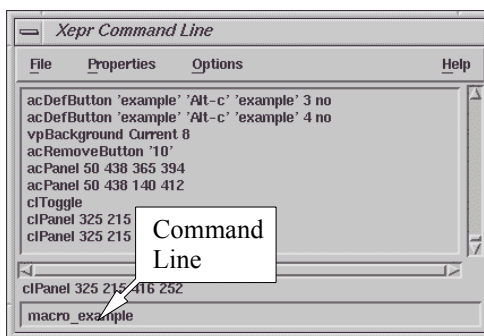 Xepr Command Line
File Properties Options Help
acDefButton 'example' 'Alt-c' 'example' 3 no
acDefButton 'example' 'Alt-c' 'example' 4 no
vpBackground Current 8
acRemoveButton '10'
acPanel 50 438 365 394
acPanel 50 438 140 412
clToggle
clPanel 325 215
clPanel 325 215
Command
Line
clPanel 325 215 416 252
macro_example